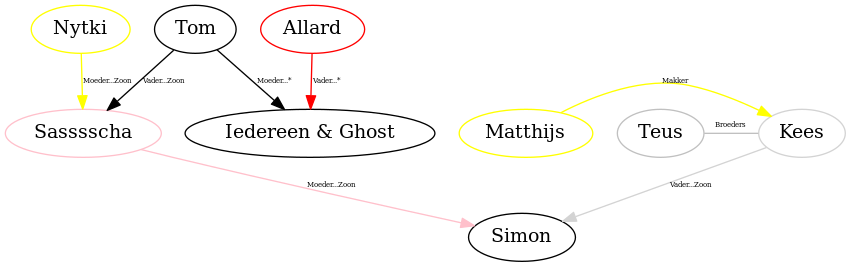 Nytki
Tom
Allard
Moeder...Zoon
Vader...Zoon
Moeder...*
Vader...*
Makker
Sasssscha
Iedereen & Ghost
Matthijs
Teus
Broeders
Kees
Moeder...Zoon
Vader...Zoon
Simon